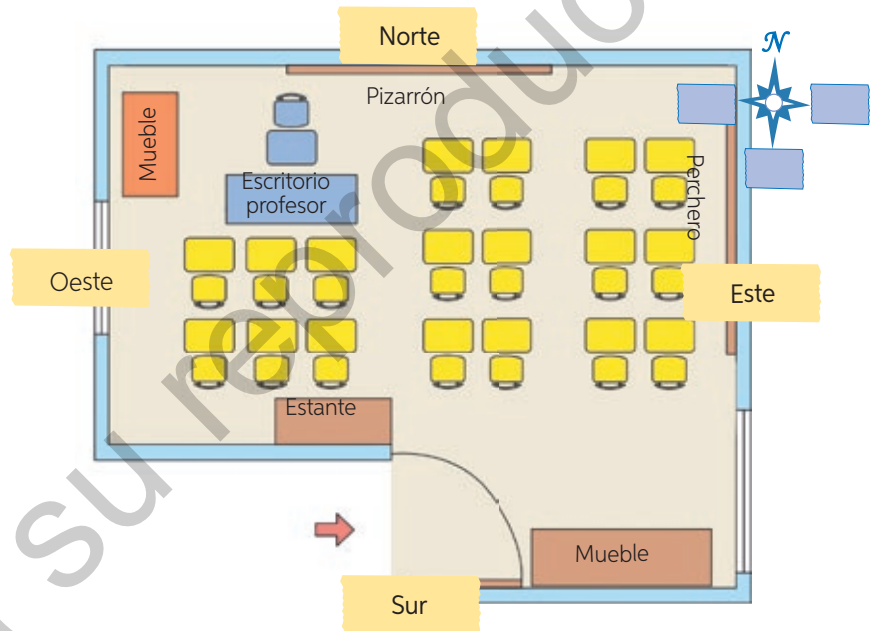 Norte
N
Pizarrón
Mueble
Escritorio
profesor
Perchero
Oeste
Este
Estante
Mueble
Sur
su reproduc